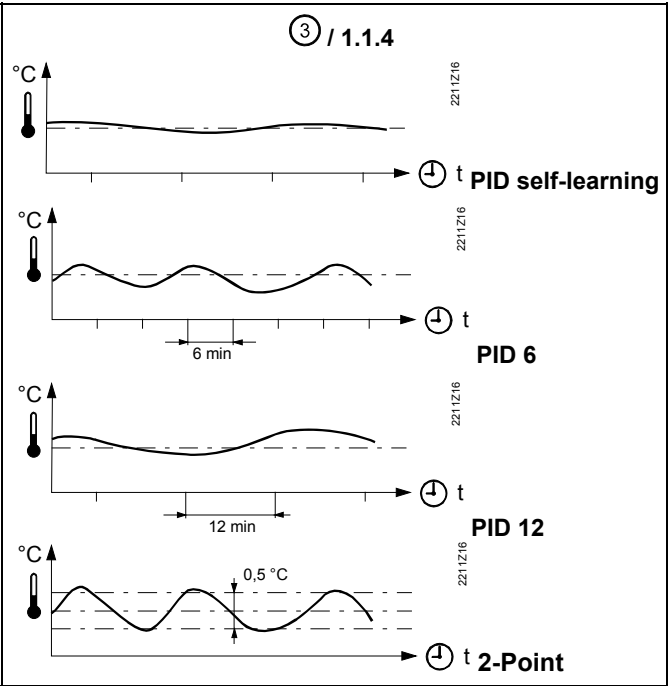 3 / 1.1.4
°C
2211Z16
t PID self-learning
°C
2211Z16
t
6 min
PID 6
°C
2211Z16
t
12 min
PID 12
°C
2211Z16
0,5 °C
t 2-Point